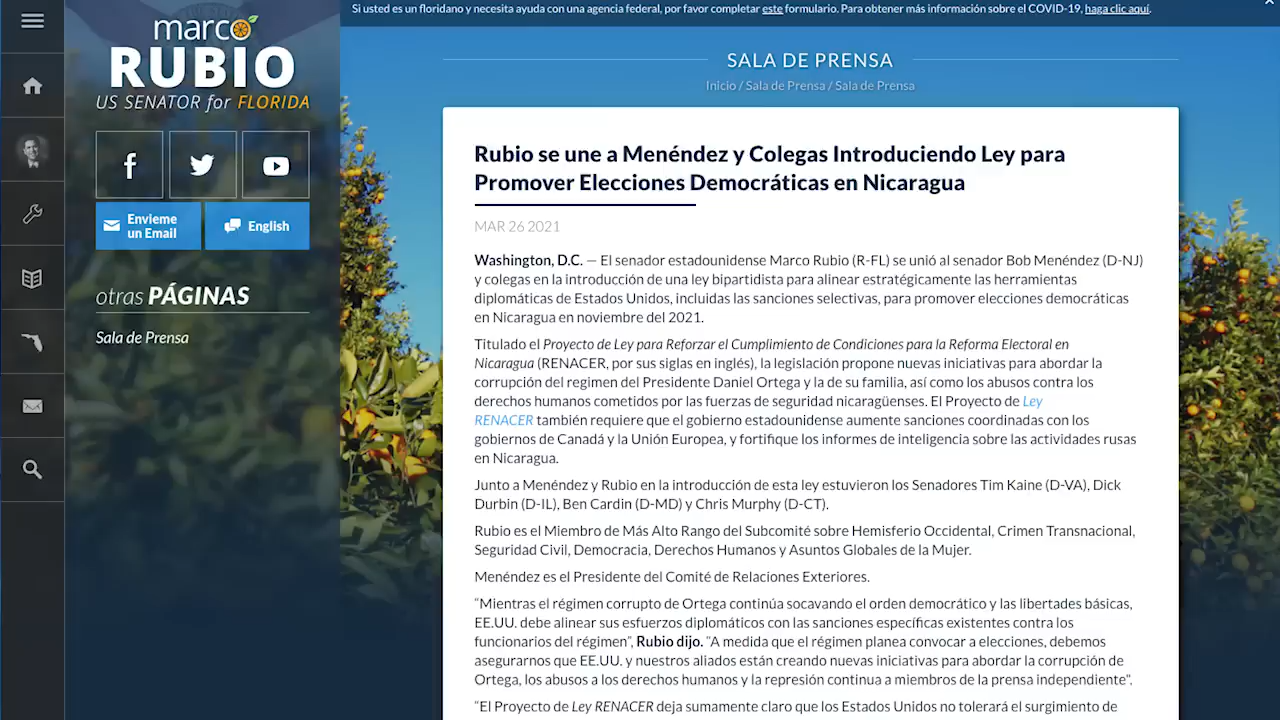 Si usted es un floridano y necesita ayuda con una agencia federal, por favor completar este formulario. Para obtener más información sobre el COVID-19, haga clic aquí.
marco
RUBIO
US SENATOR for FLORIDA
Envieme
un Email
English
otras PÁGINAS
Sala de Prensa
SALA DE PRENSA
Inicio / Sala de Prensa / Sala de Prensa
Rubio se une a Menéndez y Colegas Introduciendo Ley para
Promover Elecciones Democráticas en Nicaragua
MAR 26 2021
Washington, D.C. — El senador estadounidense Marco Rubio (R-FL) se unió al senador Bob Menéndez (D-NJ)
y colegas en la introducción de una ley bipartidista para alinear estratégicamente las herramientas
diplomáticas de Estados Unidos, incluidas las sanciones selectivas, para promover elecciones democráticas
en Nicaragua en noviembre del 2021.
Titulado el Proyecto de Ley para Reforzar el Cumplimiento de Condiciones para la Reforma Electoral en
Nicaragua (RENACER, por sus siglas en inglés), la legislación propone nuevas iniciativas para abordar la
corrupción del regimen del Presidente Daniel Ortega y la de su familia, así como los abusos contra los
derechos humanos cometidos por las fuerzas de seguridad nicaragüenses. El Proyecto de Ley
RENACER también requiere que el gobierno estadounidense aumente sanciones coordinadas con los
gobiernos de Canadá y la Unión Europea, y fortifique los informes de inteligencia sobre las actividades rusas
en Nicaragua.
Junto a Menéndez y Rubio en la introducción de esta ley estuvieron los Senadores Tim Kaine (D-VA), Dick
Durbin (D-IL), Ben Cardin (D-MD) y Chris Murphy (D-CT).
Rubio es el Miembro de Más Alto Rango del Subcomité sobre Hemisferio Occidental, Crimen Transnacional,
Seguridad Civil, Democracia, Derechos Humanos y Asuntos Globales de la Mujer.
Menéndez es el Presidente del Comité de Relaciones Exteriores.
“Mientras el régimen corrupto de Ortega continúa socavando el orden democrático y las libertades básicas,
EE.UU. debe alinear sus esfuerzos diplomáticos con las sanciones específicas existentes contra los
funcionarios del régimen”, Rubio dijo. “A medida que el régimen planea convocar a elecciones, debemos
asegurarnos que EE.UU. y nuestros aliados están creando nuevas iniciativas para abordar la corrupción de
Ortega, los abusos a los derechos humanos y la represión continua a miembros de la prensa independiente”.
“El Proyecto de Ley RENACER deja sumamente claro que los Estados Unidos no tolerará el surgimiento de